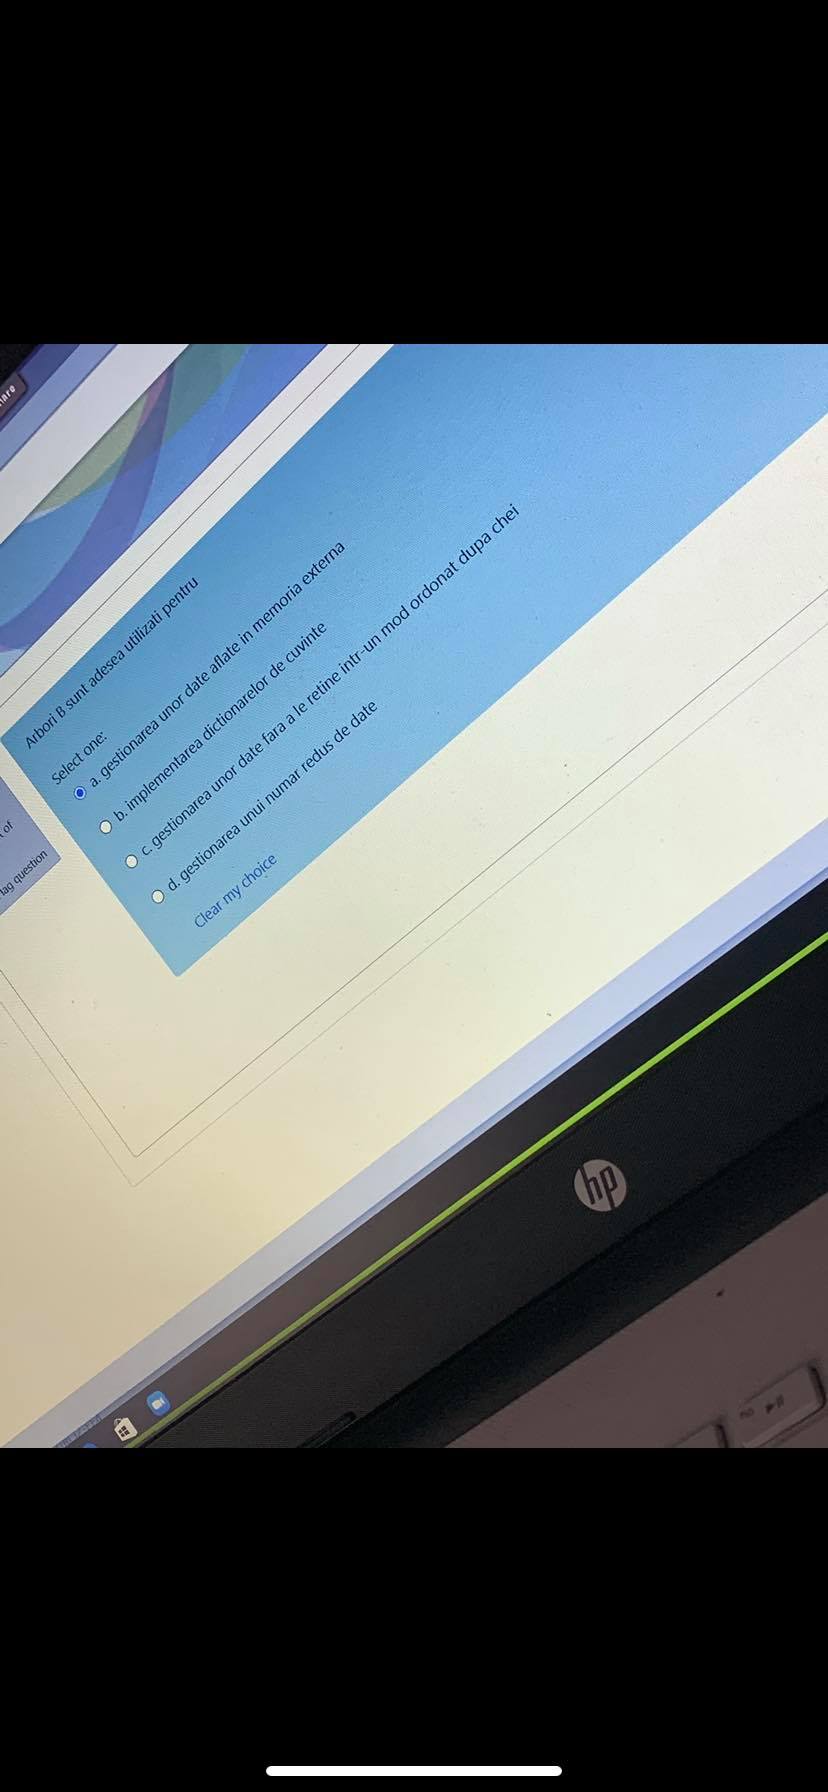 Arbori B sunt adesea utilizati pentru
Select one:
a. gestionarea unor date aflate in memoria externa
b. implementarea dictionarelor de cuvinte
c. gestionarea unor date fara a le retine intr-un mod ordonat dupa chei
d. gestionarea unui numar redus de date
Clear my choice
of
question
hp